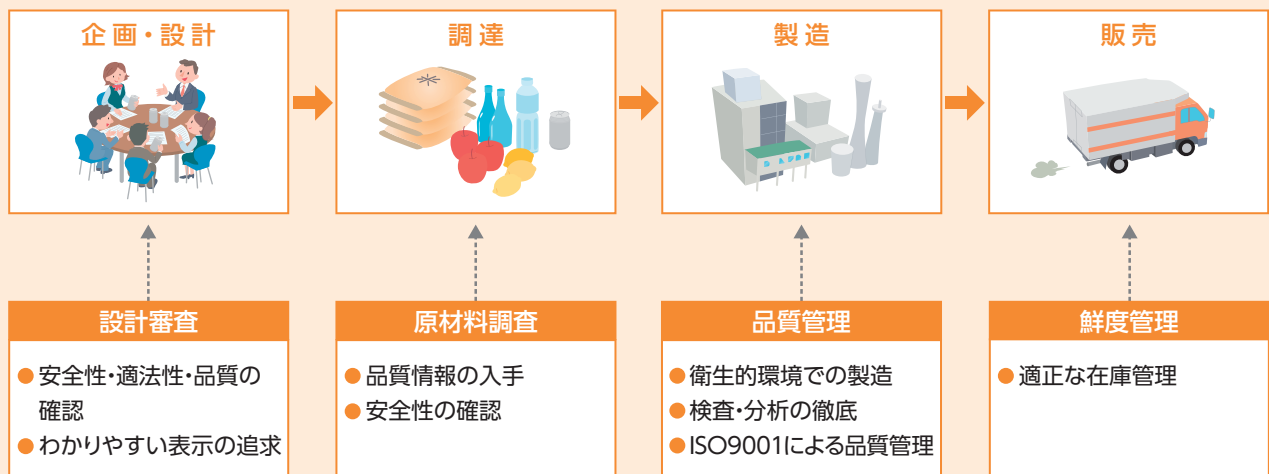 企画・設計
調達
製造
販売
設計審査
● 安全性・適法性・品質の
確認
● わかりやすい表示の追求
原材料調査
● 品質情報の入手
● 安全性の確認
品質管理
● 衛生的環境での製造
● 検査・分析の徹底
● ISO9001による品質管理
鮮度管理
● 適正な在庫管理